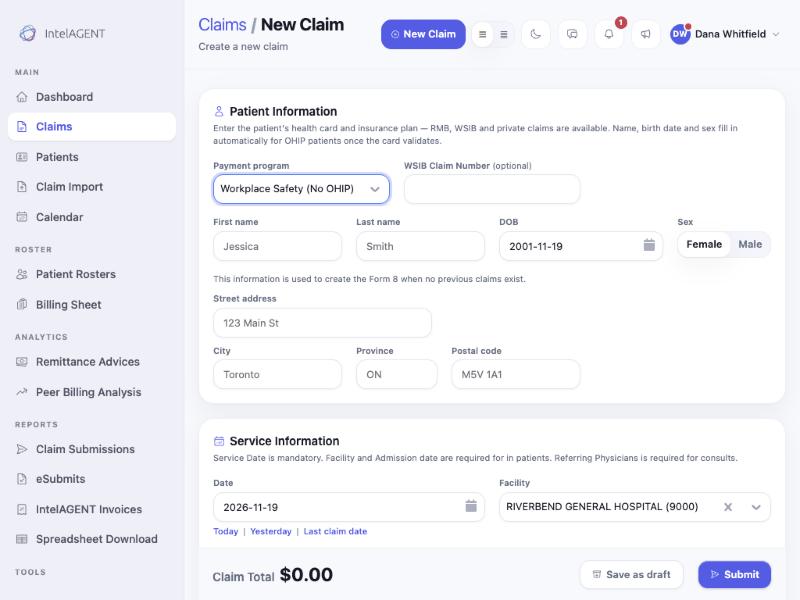 IntelAGENT
MAIN
Dashboard
Claims
Patients
Claim Import
Calendar
ROSTER
Patient Rosters
Billing Sheet
ANALYTICS
Remittance Advices
Peer Billing Analysis
REPORTS
Claim Submissions
eSubmits
IntelAGENT Invoices
Spreadsheet Download
TOOLS
Claims / New Claim
Create a new claim
New Claim
1
DW Dana Whitfield
Patient Information
Enter the patient's health card and insurance plan — RMB, WSIB and private claims are available. Name, birth date and sex fill in
automatically for OHIP patients once the card validates.
Payment program
WSIB Claim Number (optional)
Workplace Safety (No OHIP)
First name
Last name
DOB
Sex
Jessica
Smith
2001-11-19
Female
Male
This information is used to create the Form 8 when no previous claims exist.
Street address
123 Main St
City
Province
Postal code
Toronto
ON
M5V 1A1
Service Information
Service Date is mandatory. Facility and Admission date are required for in patients. Referring Physicians is required for consults.
Date
Facility
2026-11-19
RIVERBEND GENERAL HOSPITAL (9000)
Today | Yesterday | Last claim date
Claim Total $0.00
Save as draft
Submit